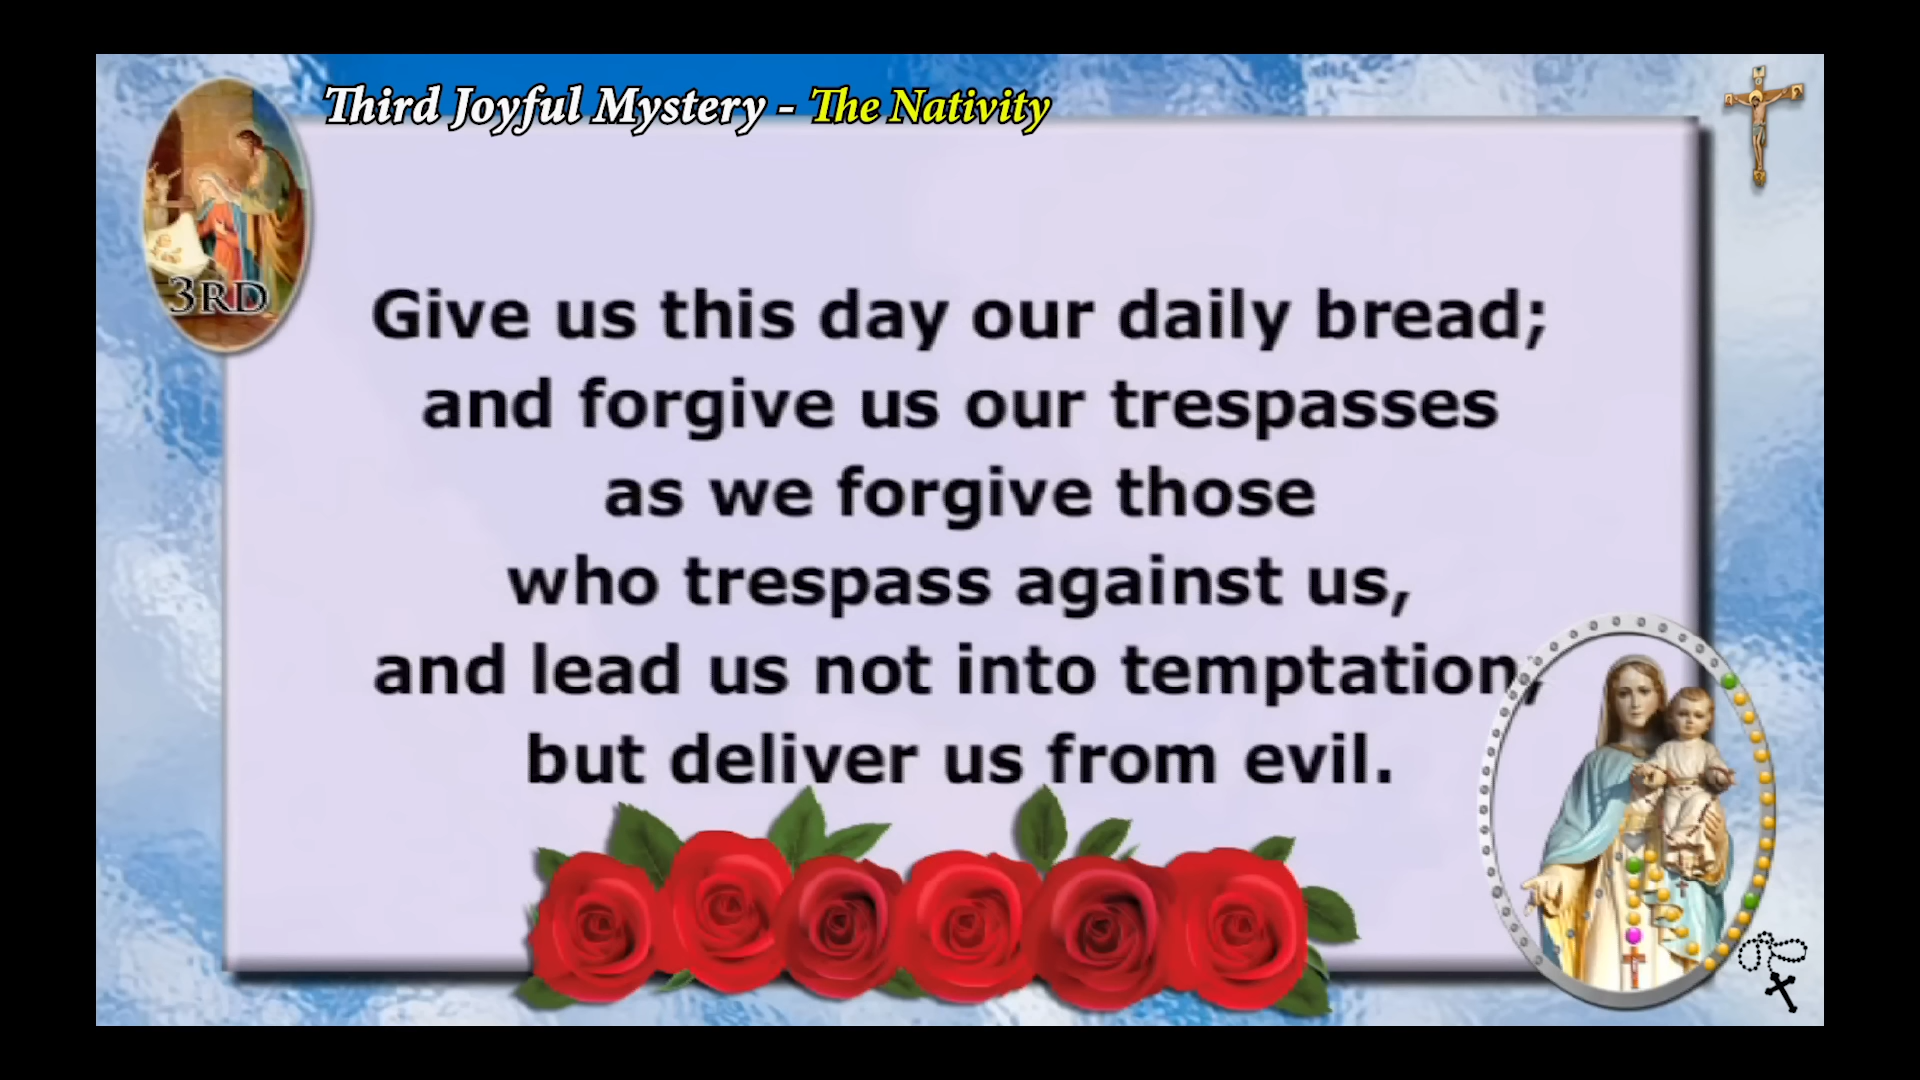 Third Joyful Mystery - The Nativity
3RD
Give us this day our daily bread;
and forgive us our trespasses
as we forgive those
who trespass against us,
and lead us not into temptation,
but deliver us from evil.